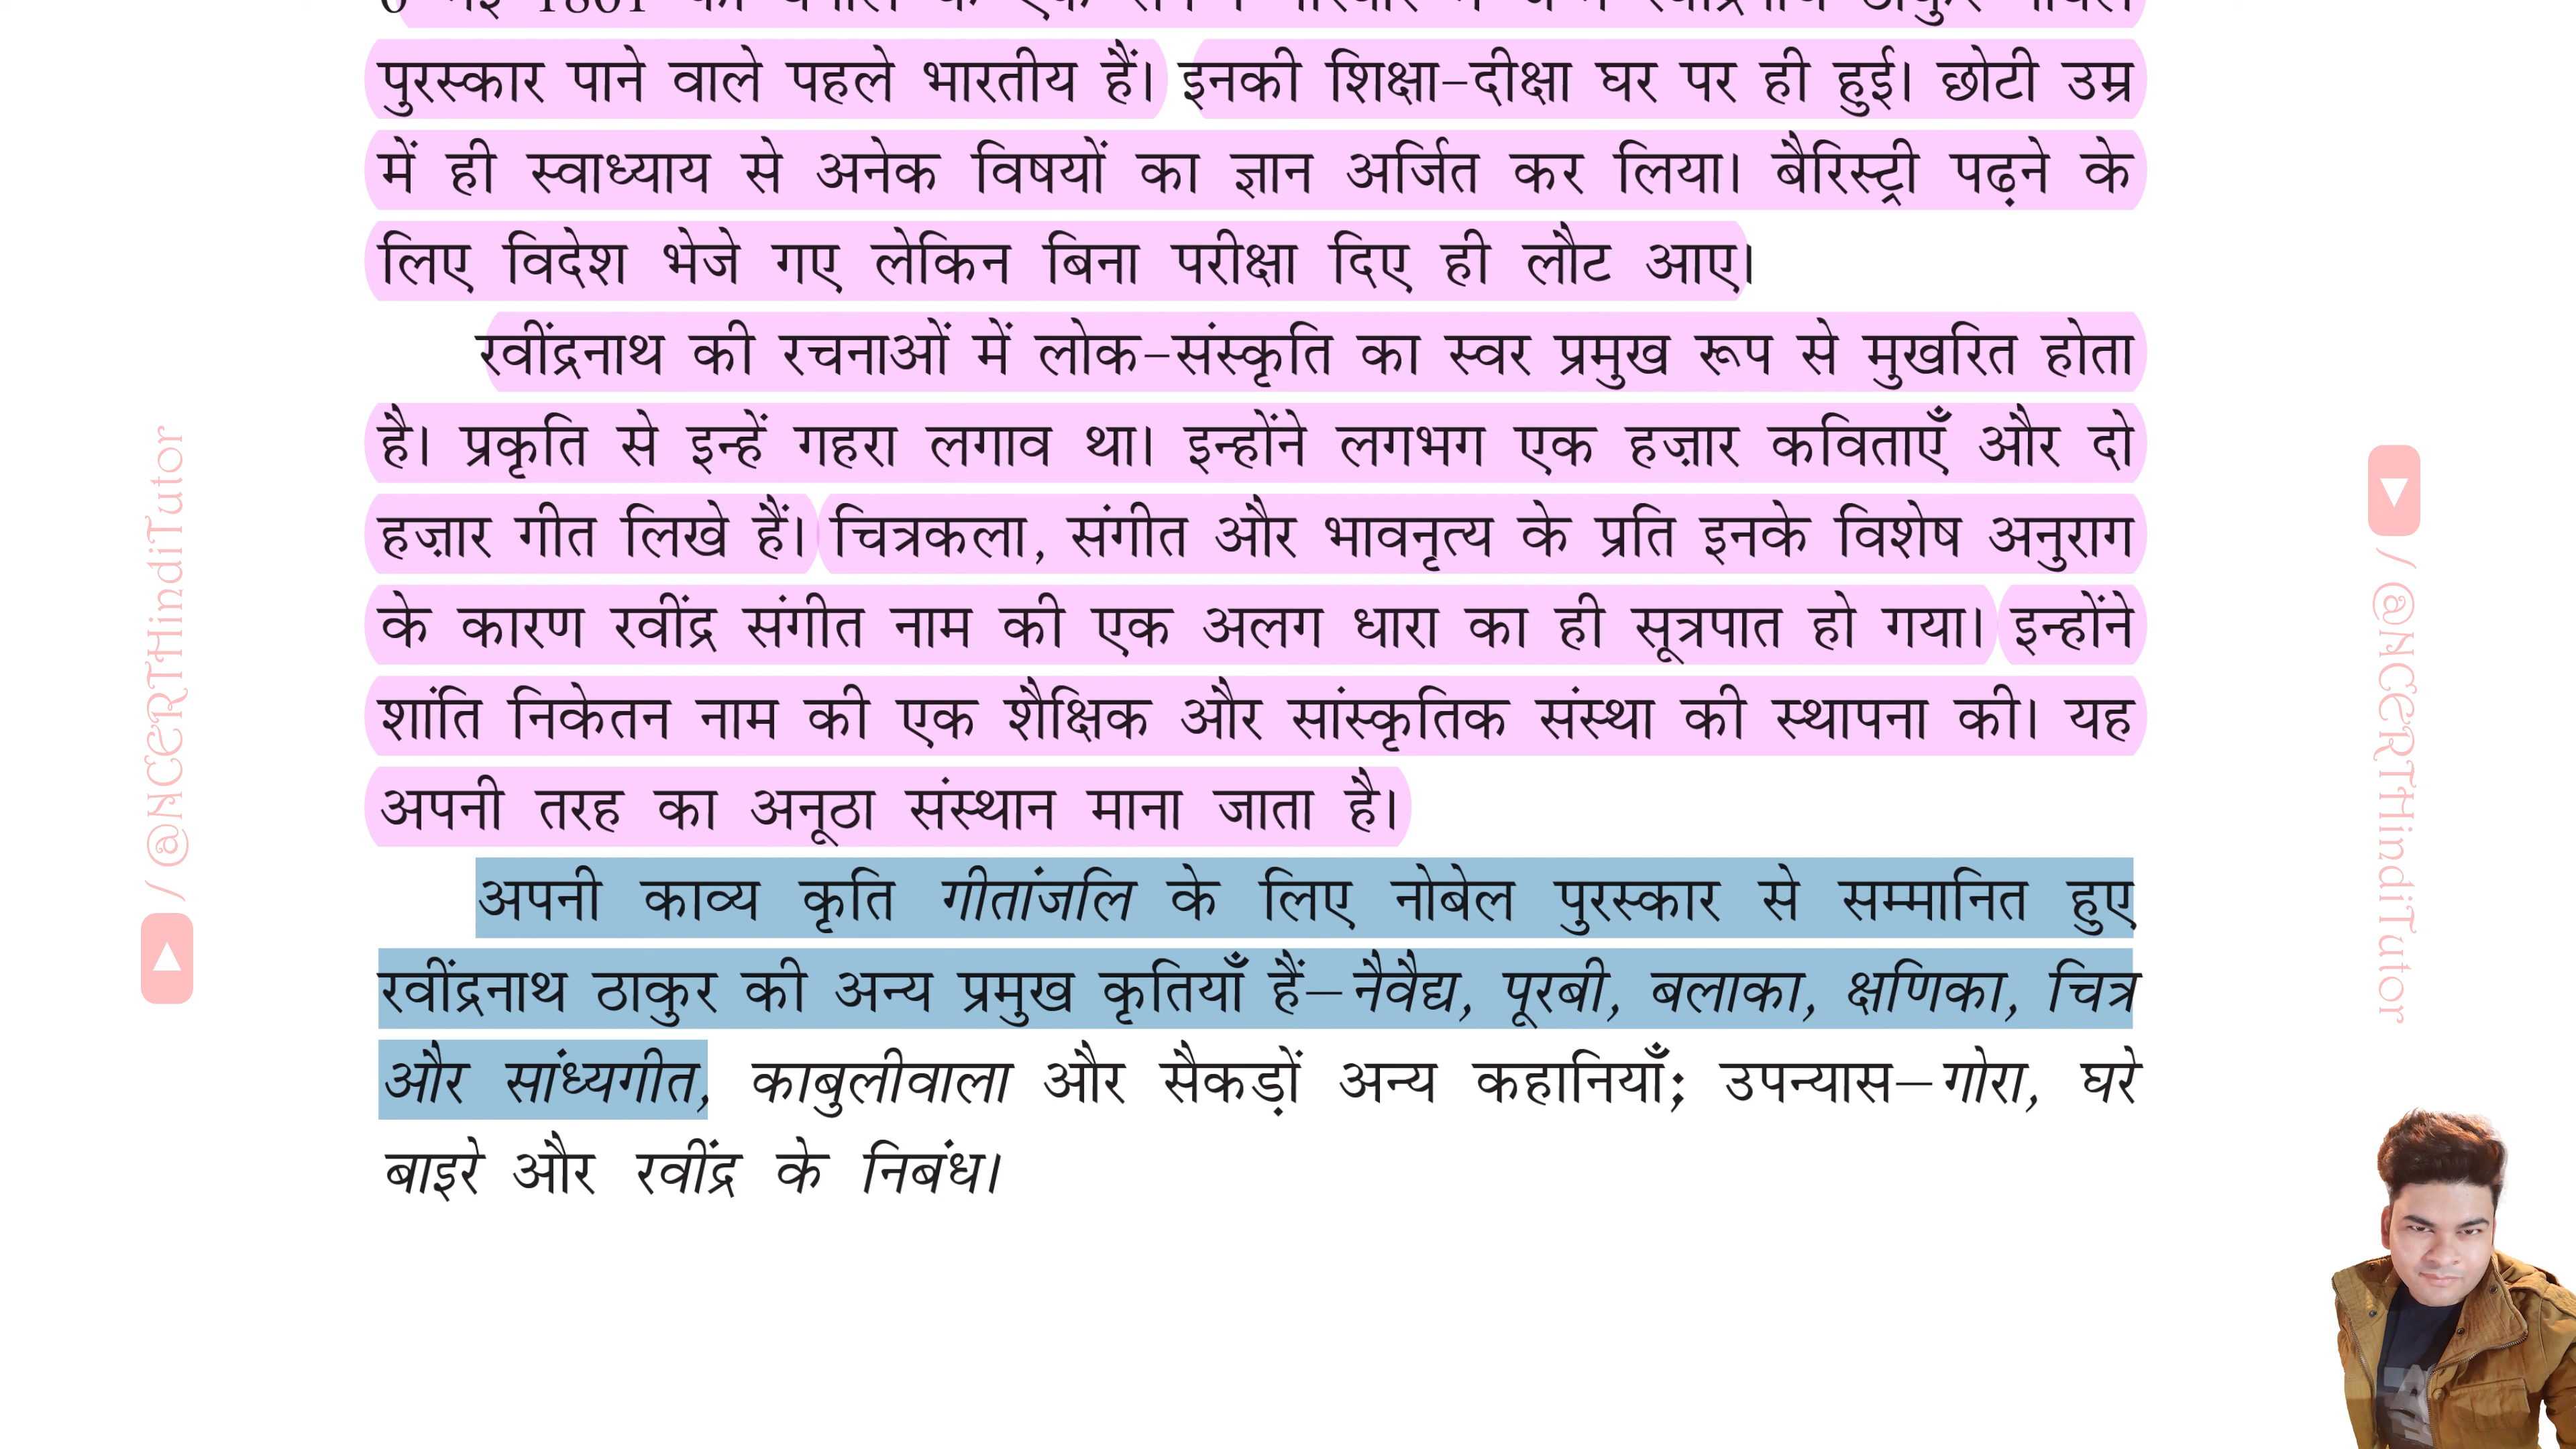 1861
पुरस्कार पाने वाले पहले भारतीय हैं। इनकी शिक्षा-दीक्षा घर पर ही हुई। छोटी उम्र
में ही स्वाध्याय से अनेक विषयों का ज्ञान अर्जित कर लिया। बैरिस्ट्री पढ़ने के
लिए विदेश भेजे गए लेकिन बिना परीक्षा दिए ही लौट आए।
रवींद्रनाथ की रचनाओं में लोक-संस्कृति का स्वर प्रमुख रूप से मुखरित होता
है। प्रकृति से इन्हें गहरा लगाव था। इन्होंने लगभग एक हज़ार कविताएँ और दो
हज़ार गीत लिखे हैं। चित्रकला, संगीत और भावनृत्य के प्रति इनके विशेष अनुराग
के कारण रवींद्र संगीत नाम की एक अलग धारा का ही सूत्रपात हो गया। इन्होंने
शांति निकेतन नाम की एक शैक्षिक और सांस्कृतिक संस्था की स्थापना की। यह
अपनी तरह का अनूठा संस्थान माना जाता है।
अपनी काव्य कृति गीतांजलि के लिए नोबेल पुरस्कार से सम्मानित हुए
रवींद्रनाथ ठाकुर की अन्य प्रमुख कृतियाँ हैं—नैवैद्य, पूरबी, बलाका, क्षणिका, चित्र
और सांध्यगीत, काबुलीवाला और सैकड़ों अन्य कहानियाँ; उपन्यास—गोरा, घरे
बाइरे और रवींद्र के निबंध।
/ @NCERTHindiTutor
/ @NCERTHindiTutor